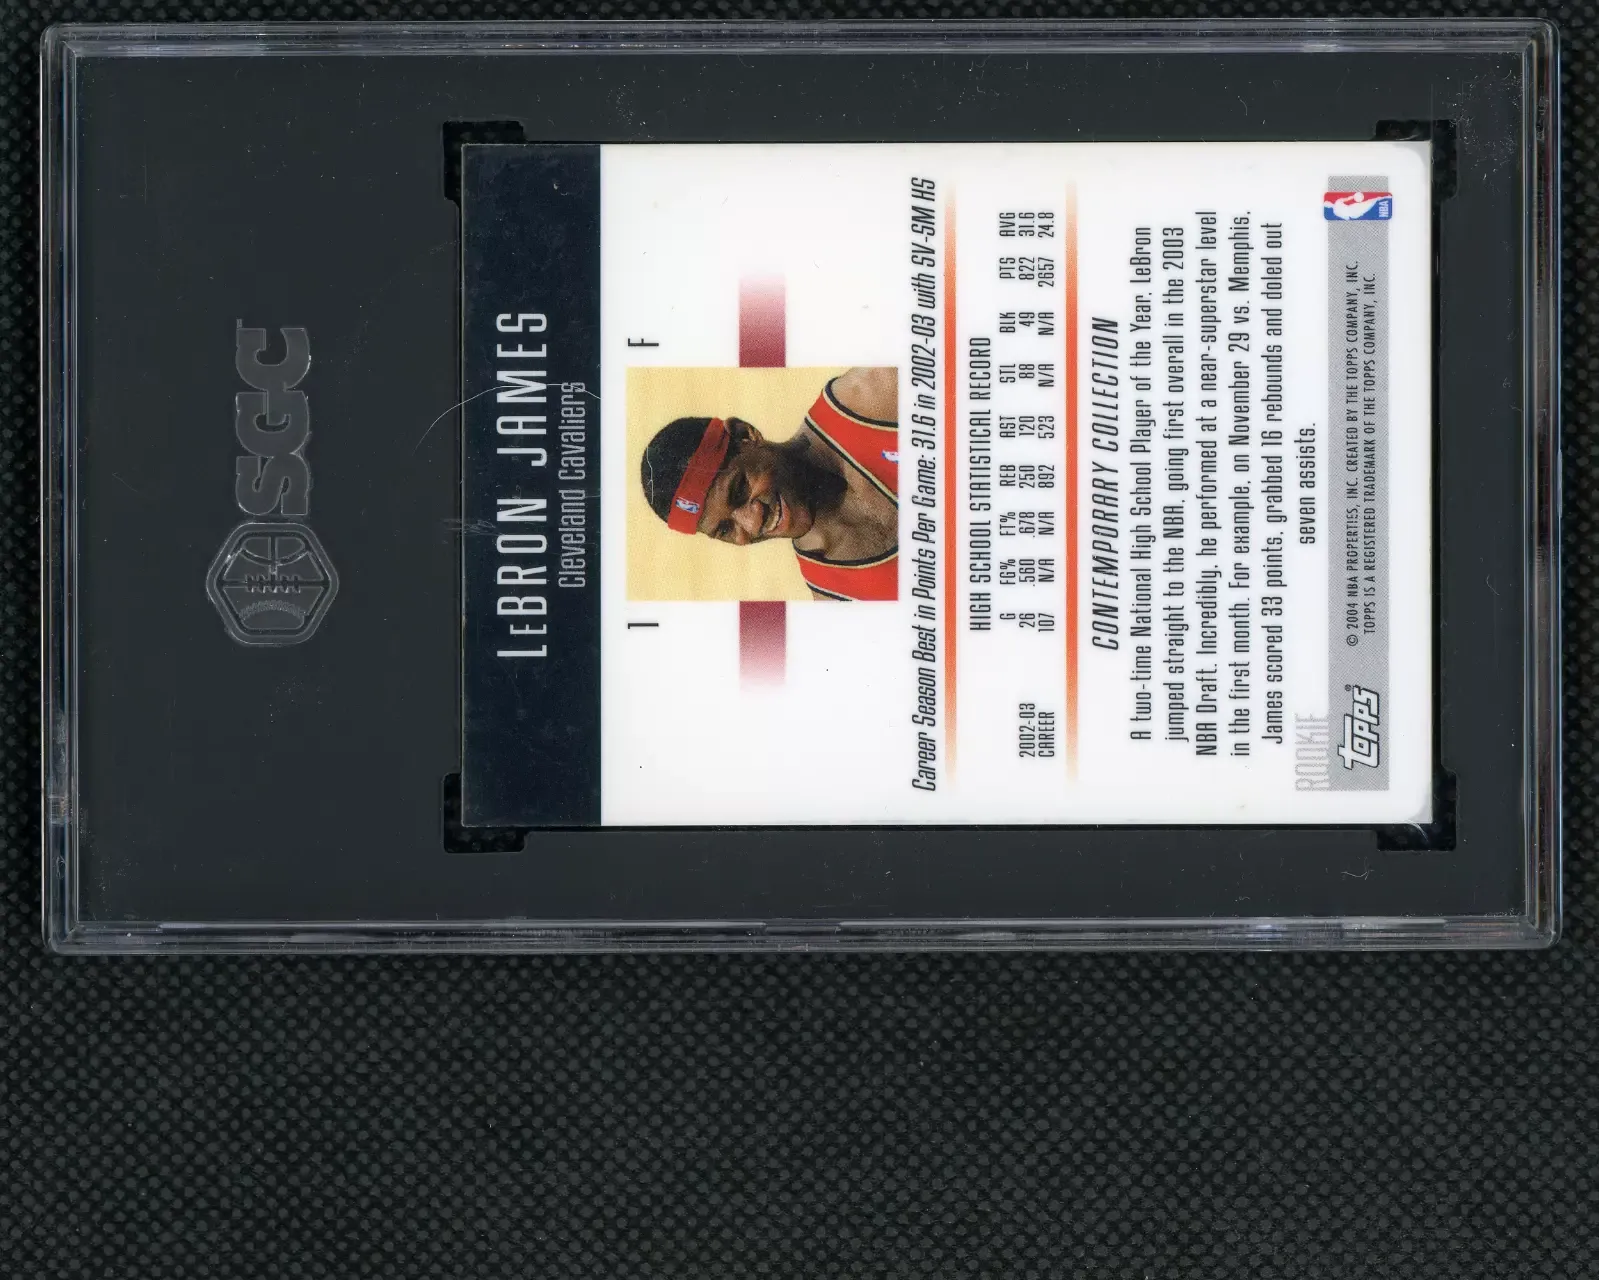 SGC
LEBRON JAMES
Cleveland Cavaliers
1
F
Career Season Best in Points Per Game: 31.6 in 2002-03 with SV-SM HS
HIGH SCHOOL STATISTICAL RECORD
G FG% FT% REB AST STL BLK PTS AVG
2002-03 26 .560 .678 250 120 88 49 822 31.6
CAREER 107 N/A N/A 892 523 N/A N/A 2657 24.8
CONTEMPORARY COLLECTION
A two-time National High School Player of the Year, LeBron
jumped straight to the NBA, going first overall in the 2003
NBA Draft. Incredibly, he performed at a near-superstar level
in the first month. For example, on November 29 vs. Memphis,
James scored 33 points, grabbed 16 rebounds and doled out
seven assists.
ROOKIE
Topps®
© 2004 NBA PROPERTIES, INC. CREATED BY THE TOPPS COMPANY, INC.
TOPPS IS A REGISTERED TRADEMARK OF THE TOPPS COMPANY, INC.
NBA